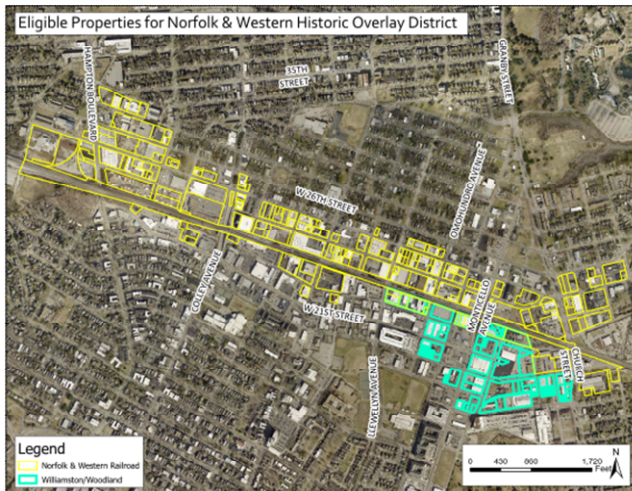 Eligible Properties for Norfolk & Western Historic Overlay District
HAMPTON BOULEVARD
35TH
STREET
GRANBY STREET
W 26TH STREET
OMOHUNDRO AVENUE
COLLEY AVENUE
W 21ST STREET
MONTICELLO
AVENUE
LLEWELLYN AVENUE
CHURCH
STREET
Legend
Norfolk & Western Railroad
Williamston/Woodland
0 430 860 1,720
Feet
N